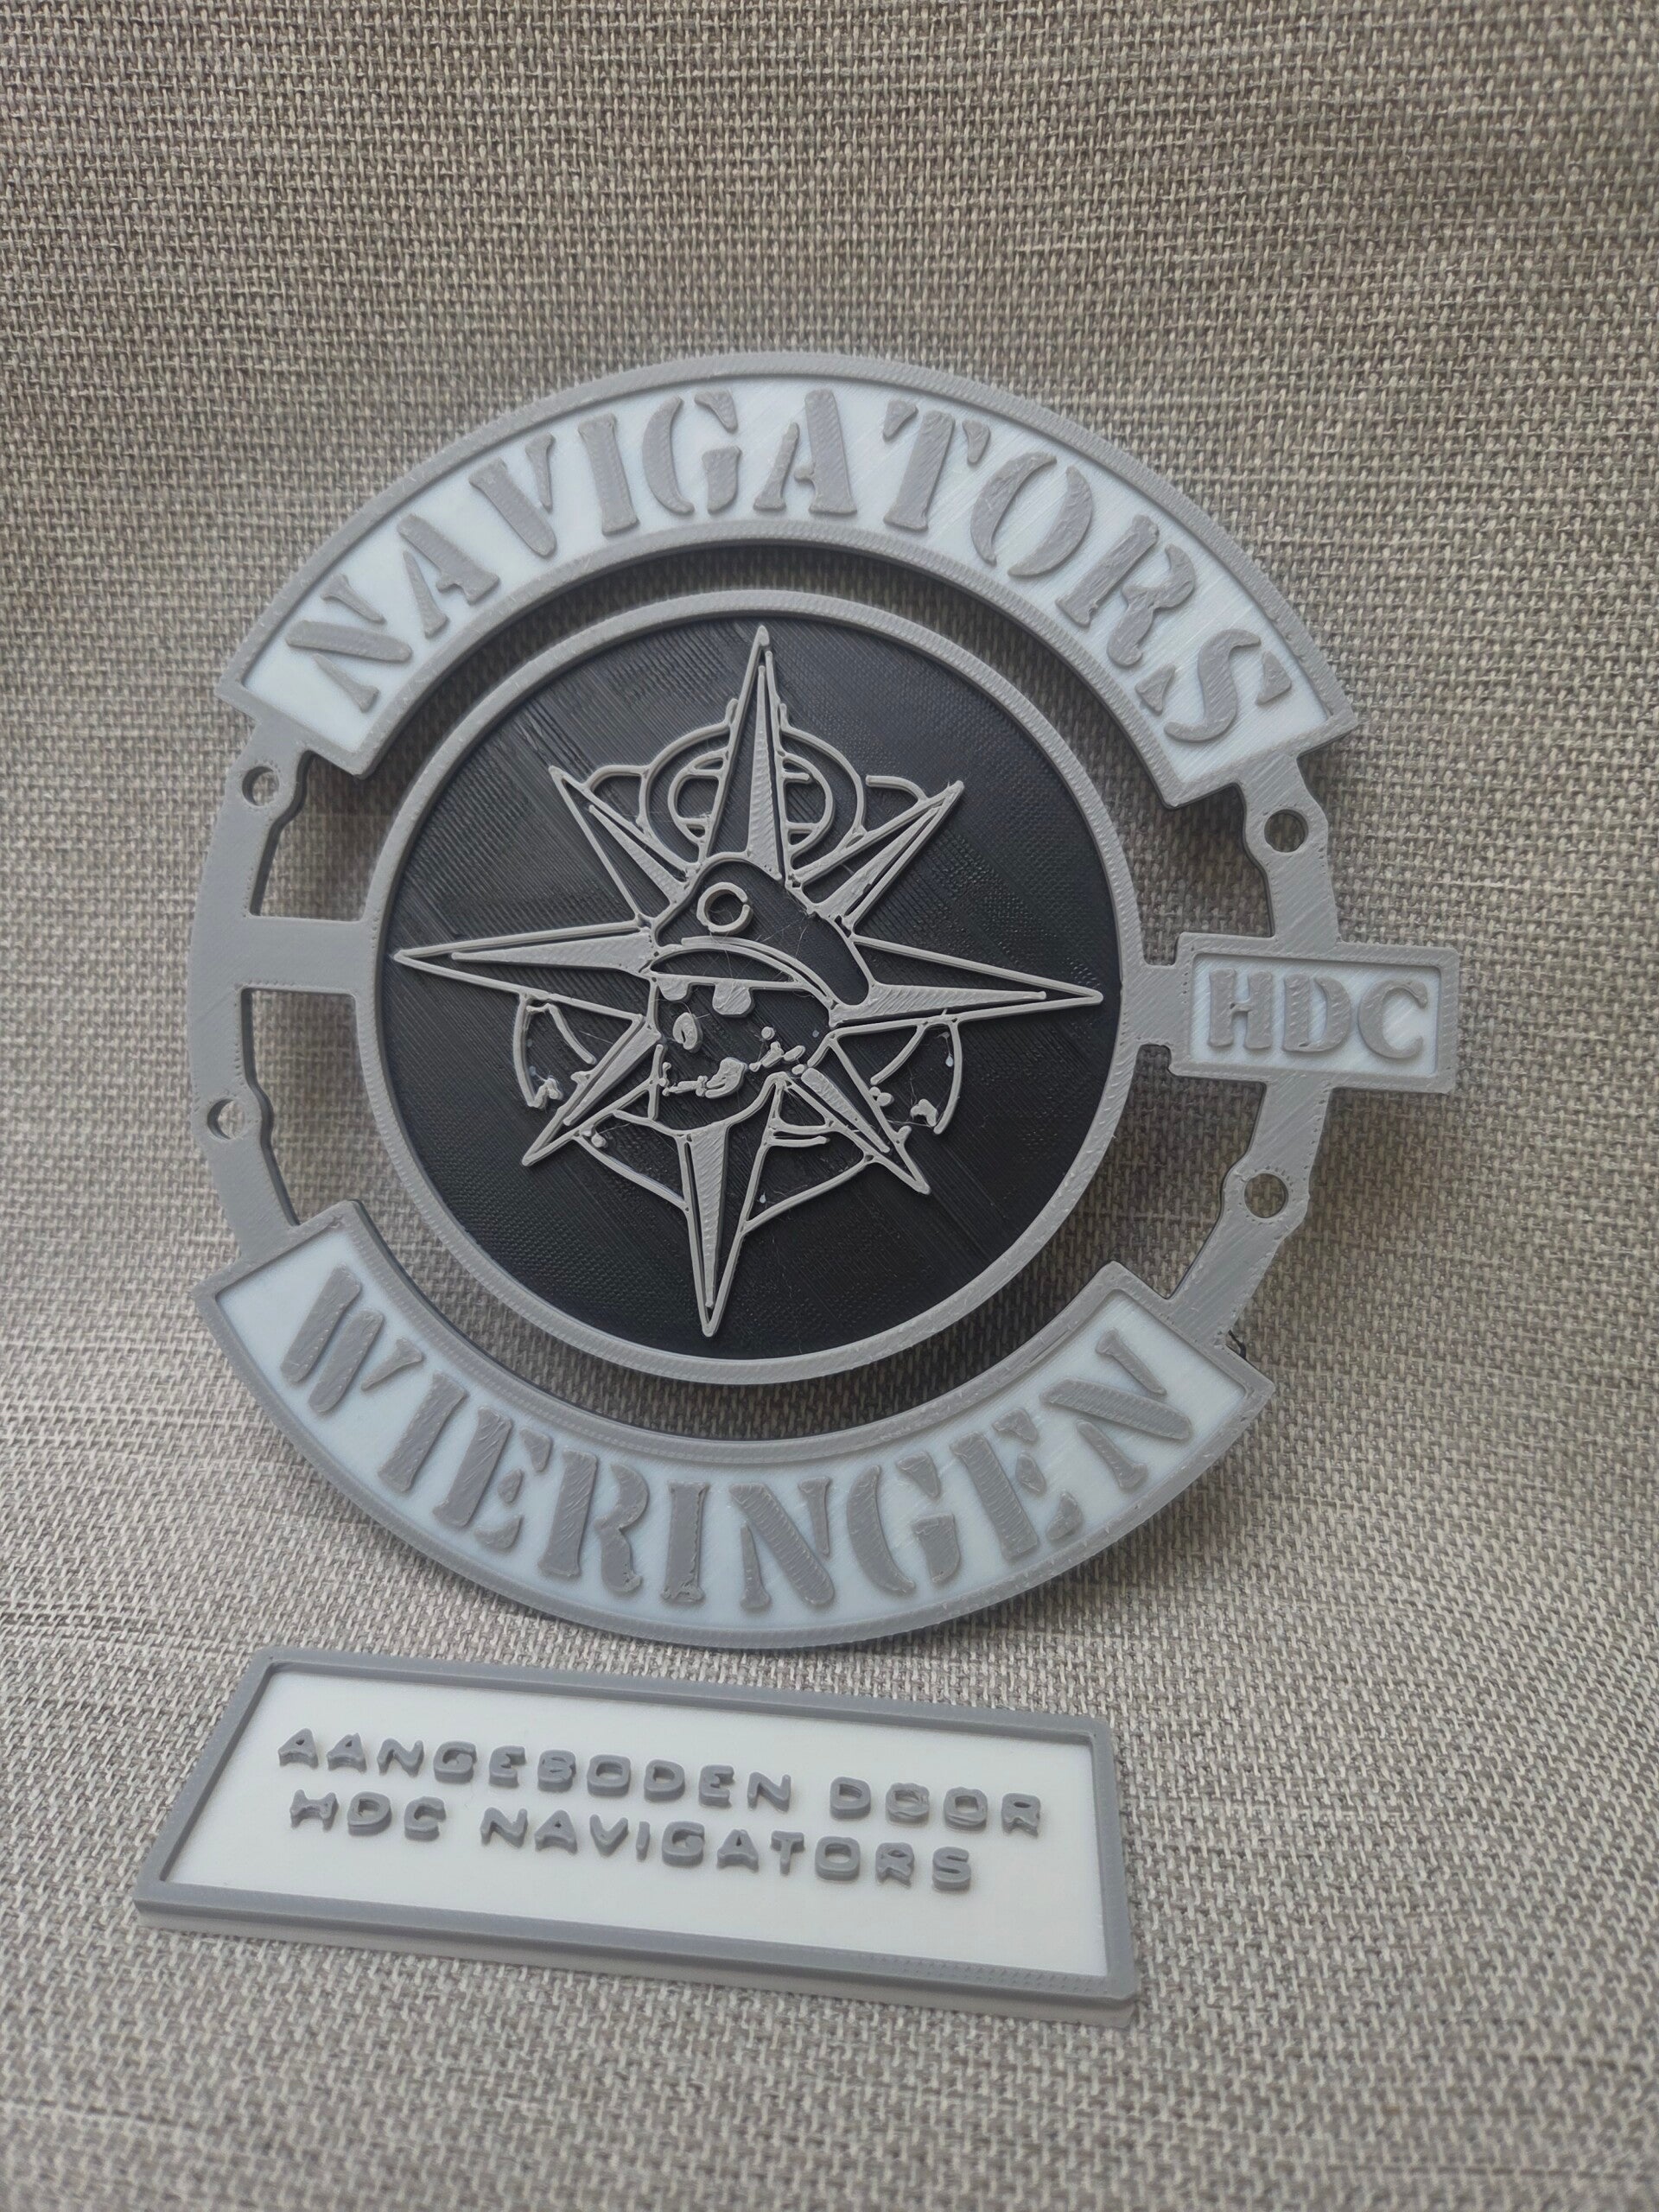 NAVIGATORS
HDC
WIERINGEN
AANGEBODEN DOOR
HDC NAVIGATORS